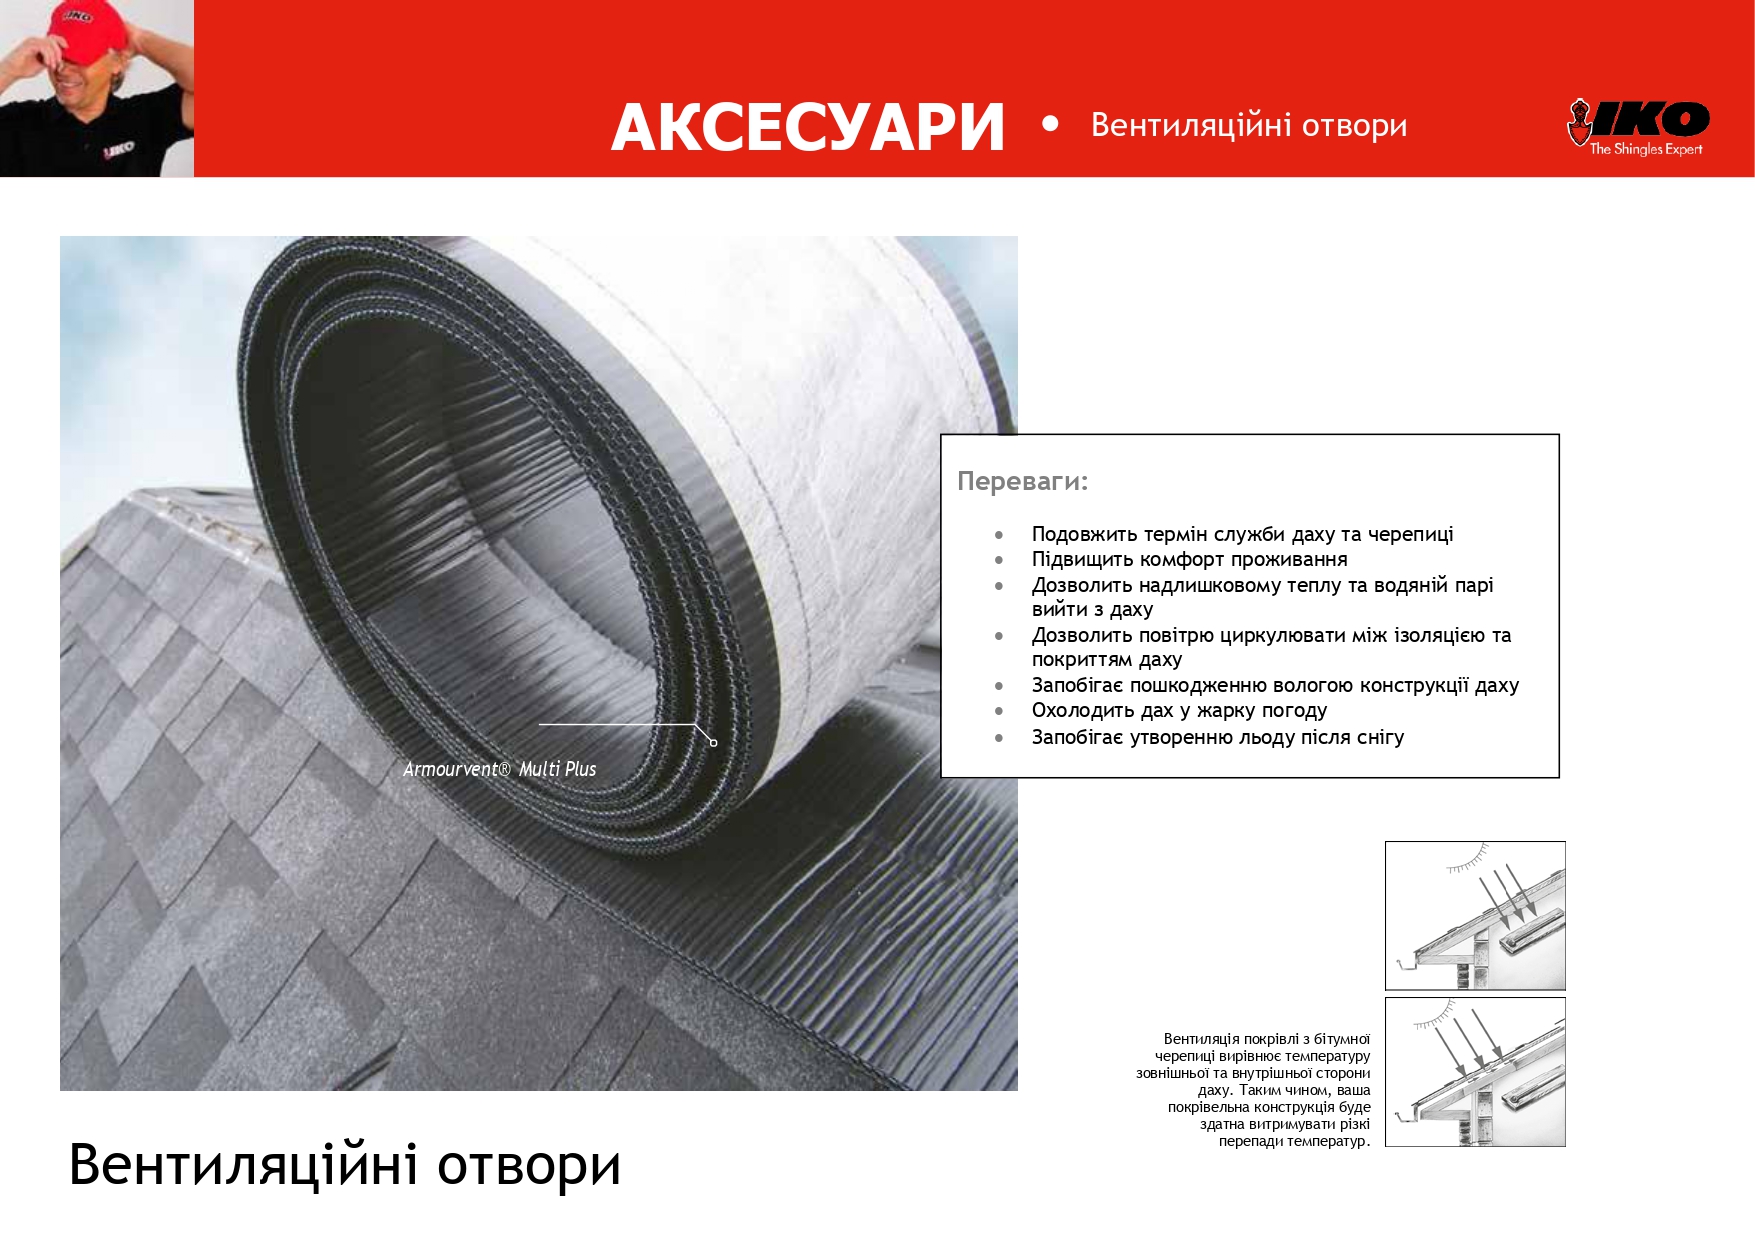 АКСЕСУАРИ • Вентиляційні отвори
IKO
The Shingles Expert
IKO
IKO
Переваги:
• Подовжить термін служби даху та черепиці
• Підвищить комфорт проживання
• Дозволить надлишковому теплу та водяній парі
вийти з даху
• Дозволить повітрю циркулювати між ізоляцією та
покриттям даху
• Запобігає пошкодженню вологою конструкції даху
• Охолодить дах у жарку погоду
• Запобігає утворенню льоду після снігу
Armourvent® Multi Plus
Вентиляція покрівлі з бітумної
черепиці вирівнює температуру
зовнішньої та внутрішньої сторони
даху. Таким чином, ваша
покрівельна конструкція буде
здатна витримувати різкі
перепади температур.
Вентиляційні отвори